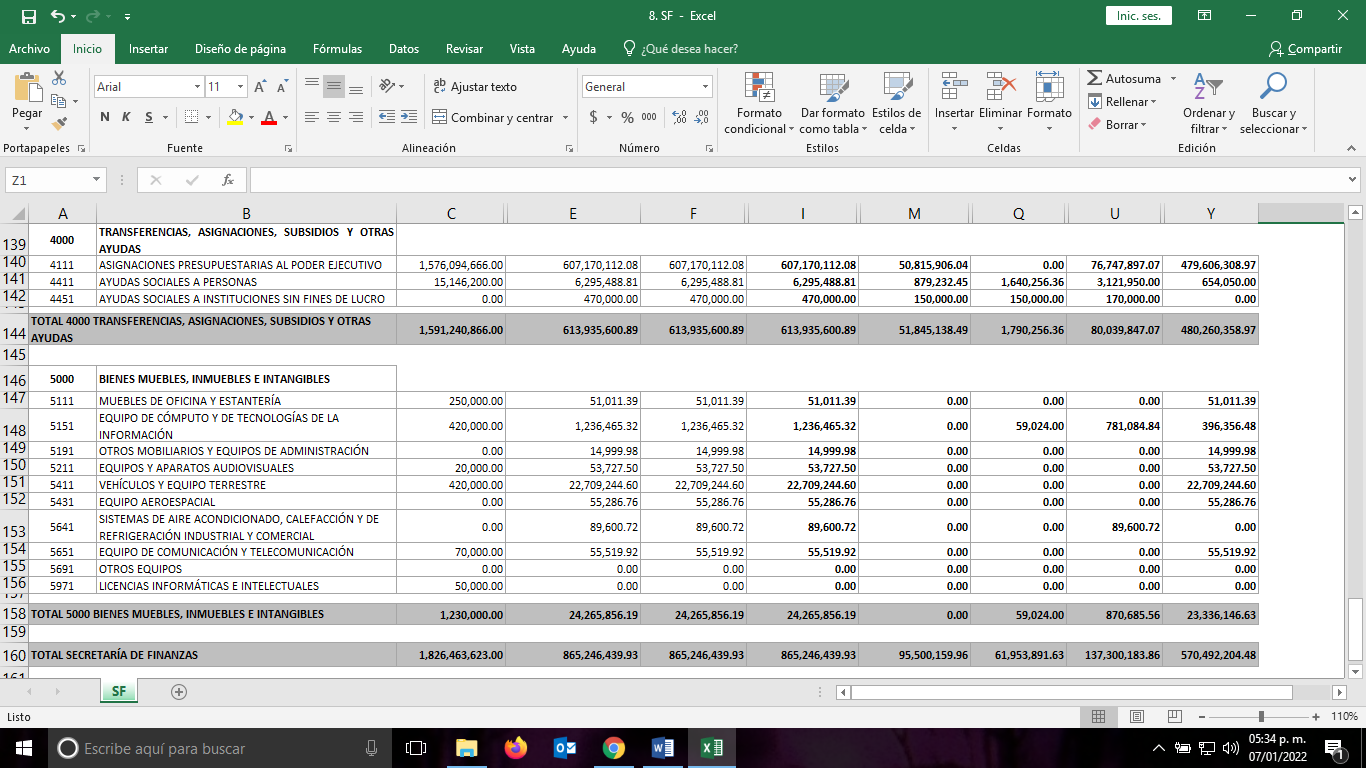 8. SF - Excel
Inic. ses.
Archivo Inicio Insertar Diseño de página Fórmulas Datos Revisar Vista Ayuda ¿Qué desea hacer? Compartir
Pegar
Arial 11
N K S
Ajustar texto
Combinar y centrar
General
$ % 000
Formato condicional
Dar formato como tabla
Estilos de celda
Insertar Eliminar Formato
Autosuma
Rellenar
Borrar
Ordenar y filtrar
Buscar y seleccionar
Portapapeles Fuente Alineación Número Estilos Celdas Edición
Z1 fx
A B C E F I M Q U Y
139 4000 TRANSFERENCIAS, ASIGNACIONES, SUBSIDIOS Y OTRAS
AYUDAS
140 4111 ASIGNACIONES PRESUPUESTARIAS AL PODER EJECUTIVO 1,576,094,666.00 607,170,112.08 607,170,112.08 607,170,112.08 50,815,906.04 0.00 76,747,897.07 479,606,308.97
141 4411 AYUDAS SOCIALES A PERSONAS 15,146,200.00 6,295,488.81 6,295,488.81 6,295,488.81 879,232.45 1,640,256.36 3,121,950.00 654,050.00
142 4451 AYUDAS SOCIALES A INSTITUCIONES SIN FINES DE LUCRO 0.00 470,000.00 470,000.00 470,000.00 150,000.00 150,000.00 170,000.00 0.00
144 TOTAL 4000 TRANSFERENCIAS, ASIGNACIONES, SUBSIDIOS Y OTRAS
AYUDAS 1,591,240,866.00 613,935,600.89 613,935,600.89 613,935,600.89 51,845,138.49 1,790,256.36 80,039,847.07 480,260,358.97
145
146 5000 BIENES MUEBLES, INMUEBLES E INTANGIBLES
147 5111 MUEBLES DE OFICINA Y ESTANTERÍA 250,000.00 51,011.39 51,011.39 51,011.39 0.00 0.00 0.00 51,011.39
148 5151 EQUIPO DE CÓMPUTO Y DE TECNOLOGÍAS DE LA
INFORMACIÓN 420,000.00 1,236,465.32 1,236,465.32 1,236,465.32 0.00 59,024.00 781,084.84 396,356.48
149 5191 OTROS MOBILIARIOS Y EQUIPOS DE ADMINISTRACIÓN 0.00 14,999.98 14,999.98 14,999.98 0.00 0.00 0.00 14,999.98
150 5211 EQUIPOS Y APARATOS AUDIOVISUALES 20,000.00 53,727.50 53,727.50 53,727.50 0.00 0.00 0.00 53,727.50
151 5411 VEHÍCULOS Y EQUIPO TERRESTRE 420,000.00 22,709,244.60 22,709,244.60 22,709,244.60 0.00 0.00 0.00 22,709,244.60
152 5431 EQUIPO AEROESPACIAL 0.00 55,286.76 55,286.76 55,286.76 0.00 0.00 0.00 55,286.76
153 5641 SISTEMAS DE AIRE ACONDICIONADO, CALEFACCIÓN Y DE
REFRIGERACIÓN INDUSTRIAL Y COMERCIAL 0.00 89,600.72 89,600.72 89,600.72 0.00 0.00 89,600.72 0.00
154 5651 EQUIPO DE COMUNICACIÓN Y TELECOMUNICACIÓN 70,000.00 55,519.92 55,519.92 55,519.92 0.00 0.00 0.00 55,519.92
155 5691 OTROS EQUIPOS 0.00 0.00 0.00 0.00 0.00 0.00 0.00 0.00
156 5971 LICENCIAS INFORMÁTICAS E INTELECTUALES 50,000.00 0.00 0.00 0.00 0.00 0.00 0.00 0.00
158 TOTAL 5000 BIENES MUEBLES, INMUEBLES E INTANGIBLES 1,230,000.00 24,265,856.19 24,265,856.19 24,265,856.19 0.00 59,024.00 870,685.56 23,336,146.63
159
160 TOTAL SECRETARÍA DE FINANZAS 1,826,463,623.00 865,246,439.93 865,246,439.93 865,246,439.93 95,500,159.96 61,953,891.63 137,300,183.86 570,492,204.48
SF
Listo 110%
Escribe aquí para buscar
05:34 p. m.
07/01/2022
1